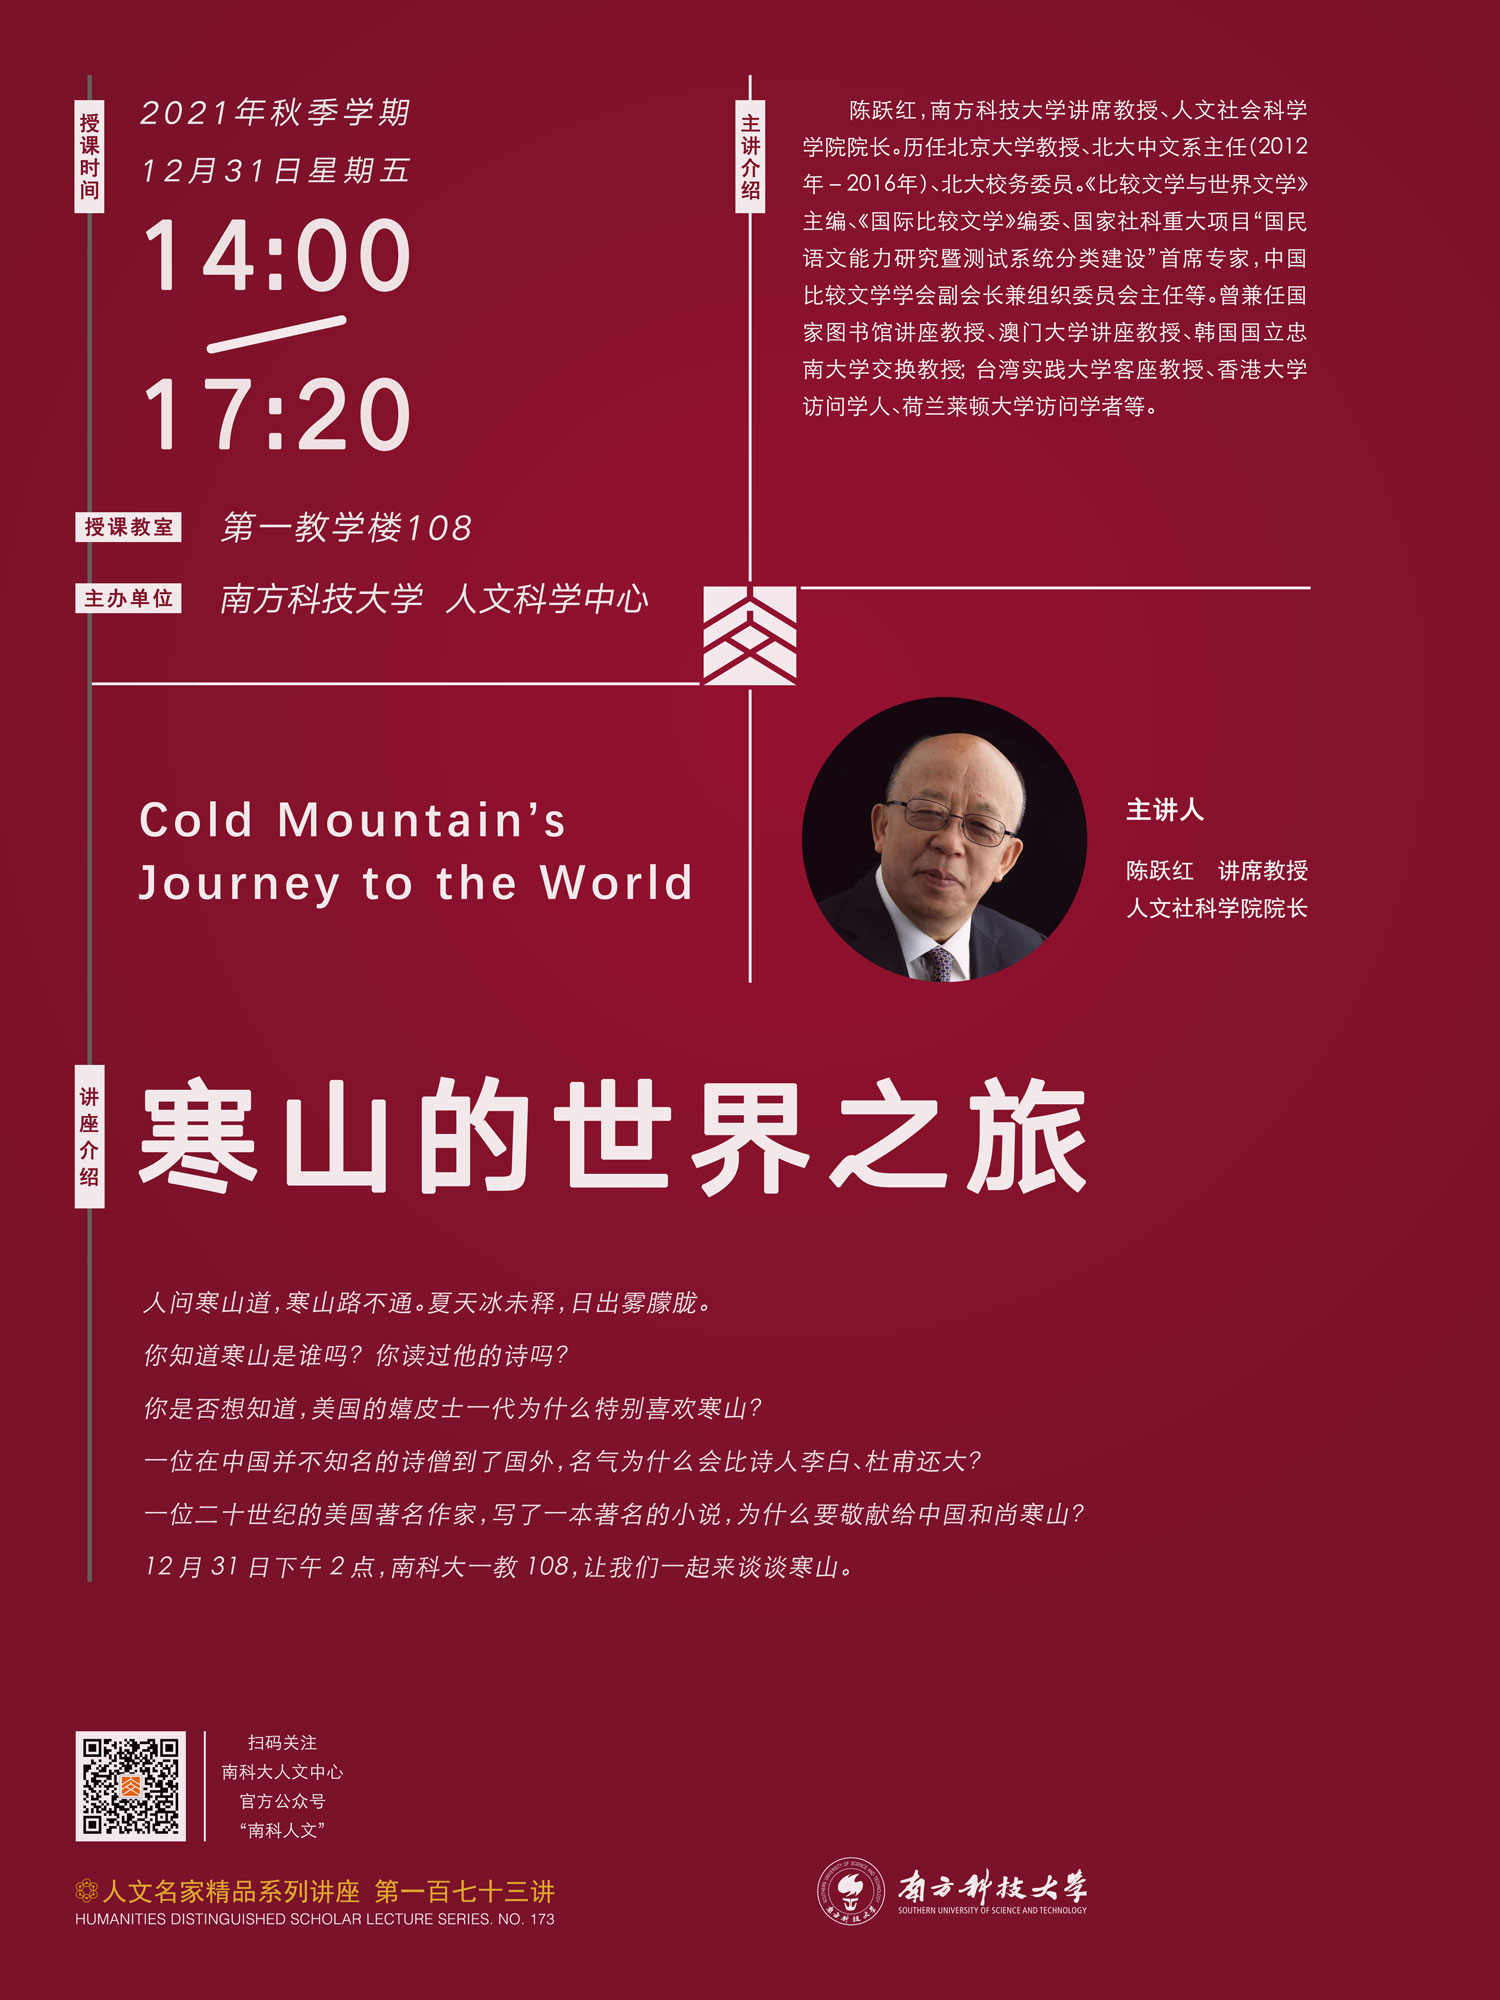 授课时间
2021年秋季学期
12月31日星期五
14:00
17:20
授课教室
第一教学楼108
主办单位
南方科技大学 人文科学中心
主讲介绍
陈跃红，南方科技大学讲席教授、人文社会科学
学院院长。历任北京大学教授、北大中文系主任（2012
年－2016年）、北大校务委员。《比较文学与世界文学》
主编、《国际比较文学》编委、国家社科重大项目“国民
语文能力研究暨测试系统分类建设”首席专家，中国
比较文学学会副会长兼组织委员会主任等。曾兼任国
家图书馆讲座教授、澳门大学讲座教授、韩国国立忠
南大学交换教授；台湾实践大学客座教授、香港大学
访问学人、荷兰莱顿大学访问学者等。
Cold Mountain’s
Journey to the World
主讲人
陈跃红 讲席教授
人文社科学院院长
讲座介绍
寒山的世界之旅
人问寒山道，寒山路不通。夏天冰未释，日出雾朦胧。
你知道寒山是谁吗？你读过他的诗吗？
你是否想知道，美国的嬉皮士一代为什么特别喜欢寒山？
一位在中国并不知名的诗僧到了国外，名气为什么会比诗人李白、杜甫还大？
一位二十世纪的美国著名作家，写了一本著名的小说，为什么要敬献给中国和尚寒山？
12 月 31 日下午 2 点，南科大一教 108，让我们一起来谈谈寒山。
扫码关注
南科大人文中心
官方公众号
“南科人文”
人文名家精品系列讲座 第一百七十三讲
HUMANITIES DISTINGUISHED SCHOLAR LECTURE SERIES. NO. 173
SOUTHERN UNIVERSITY OF SCIENCE AND TECHNOLOGY
南方科技大学
南方科技大学
SOUTHERN UNIVERSITY OF SCIENCE AND TECHNOLOGY